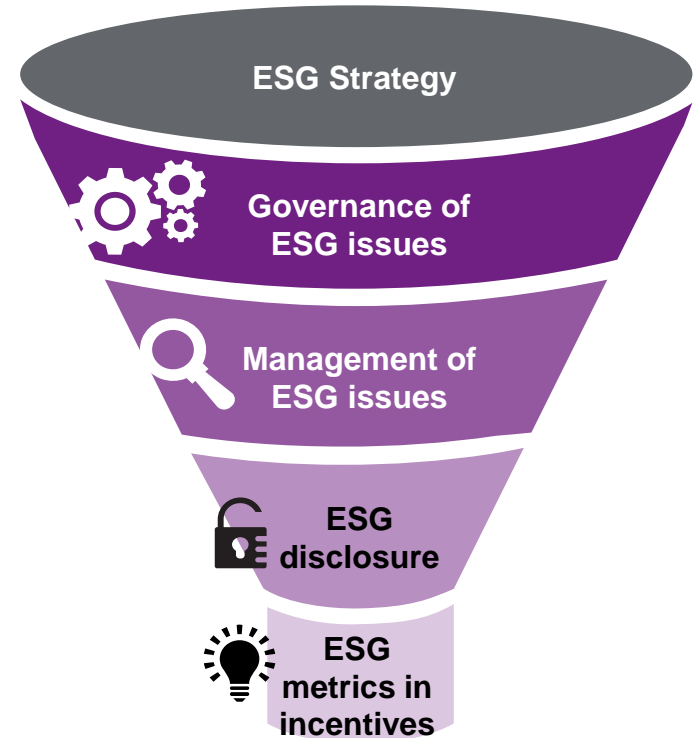 ESG Strategy
Governance of
ESG issues
Management of
ESG issues
ESG
disclosure
ESG
metrics in
incentives